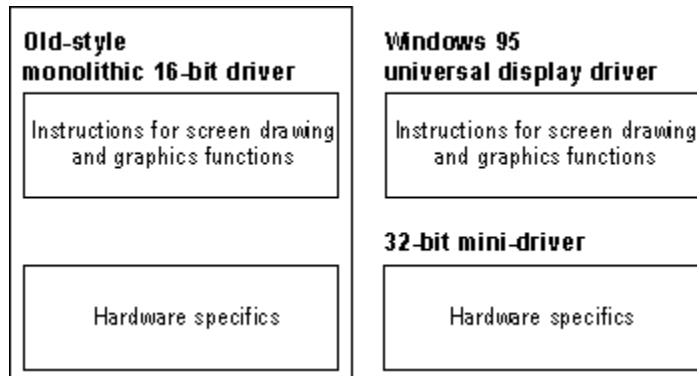 Old-style
monolithic 16-bit driver
Instructions for screen drawing
and graphics functions
Hardware specifics
Windows 95
universal display driver
Instructions for screen drawing
and graphics functions
32-bit mini-driver
Hardware specifics